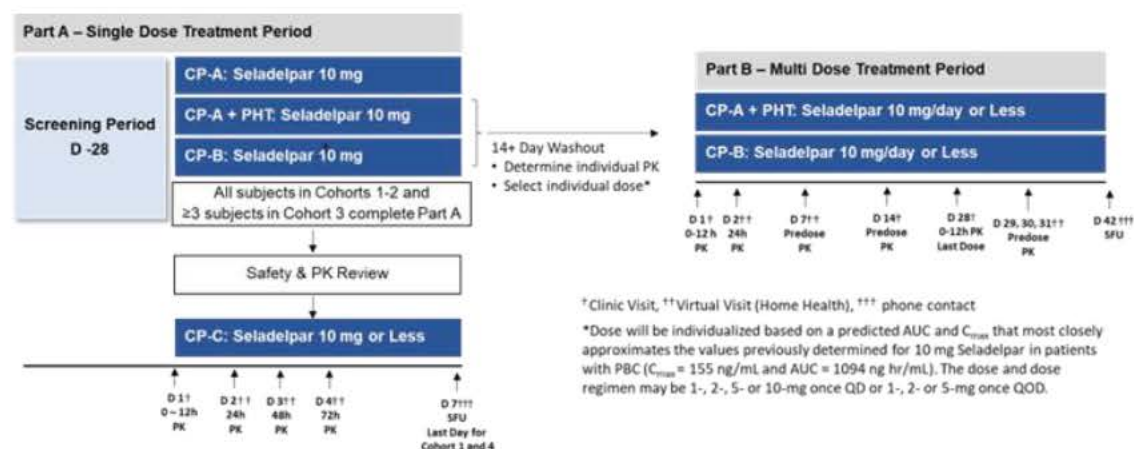 Part A – Single Dose Treatment Period
Screening Period
D -28
CP-A: Seladelpar 10 mg
CP-A + PHT: Seladelpar 10 mg
CP-B: Seladelpar 10 mg
All subjects in Cohorts 1-2 and
≥3 subjects in Cohort 3 complete Part A
Safety & PK Review
CP-C: Seladelpar 10 mg or Less
D 1†
0–12h
PK
D 2††
24h
PK
D 3††
48h
PK
D 4††
72h
PK
D 7†††
SFU
Last Day for
Cohort 1 and 4
14+ Day Washout
• Determine individual PK
• Select individual dose*
Part B – Multi Dose Treatment Period
CP-A + PHT: Seladelpar 10 mg/day or Less
CP-B: Seladelpar 10 mg/day or Less
D 1†
0-12h
PK
D 2††
24h
PK
D 7††
Predose
PK
D 14†
Predose
PK
D 28†
0-12h PK
Last Dose
D 29, 30, 31††
Predose
PK
D 42†††
SFU
†Clinic Visit, ††Virtual Visit (Home Health), ††† phone contact
*Dose will be individualized based on a predicted AUC and Cmax that most closely
approximates the values previously determined for 10 mg Seladelpar in patients
with PBC (Cmax = 155 ng/mL and AUC = 1094 ng hr/mL). The dose and dose
regimen may be 1-, 2-, 5- or 10-mg once QD or 1-, 2- or 5-mg once QOD.